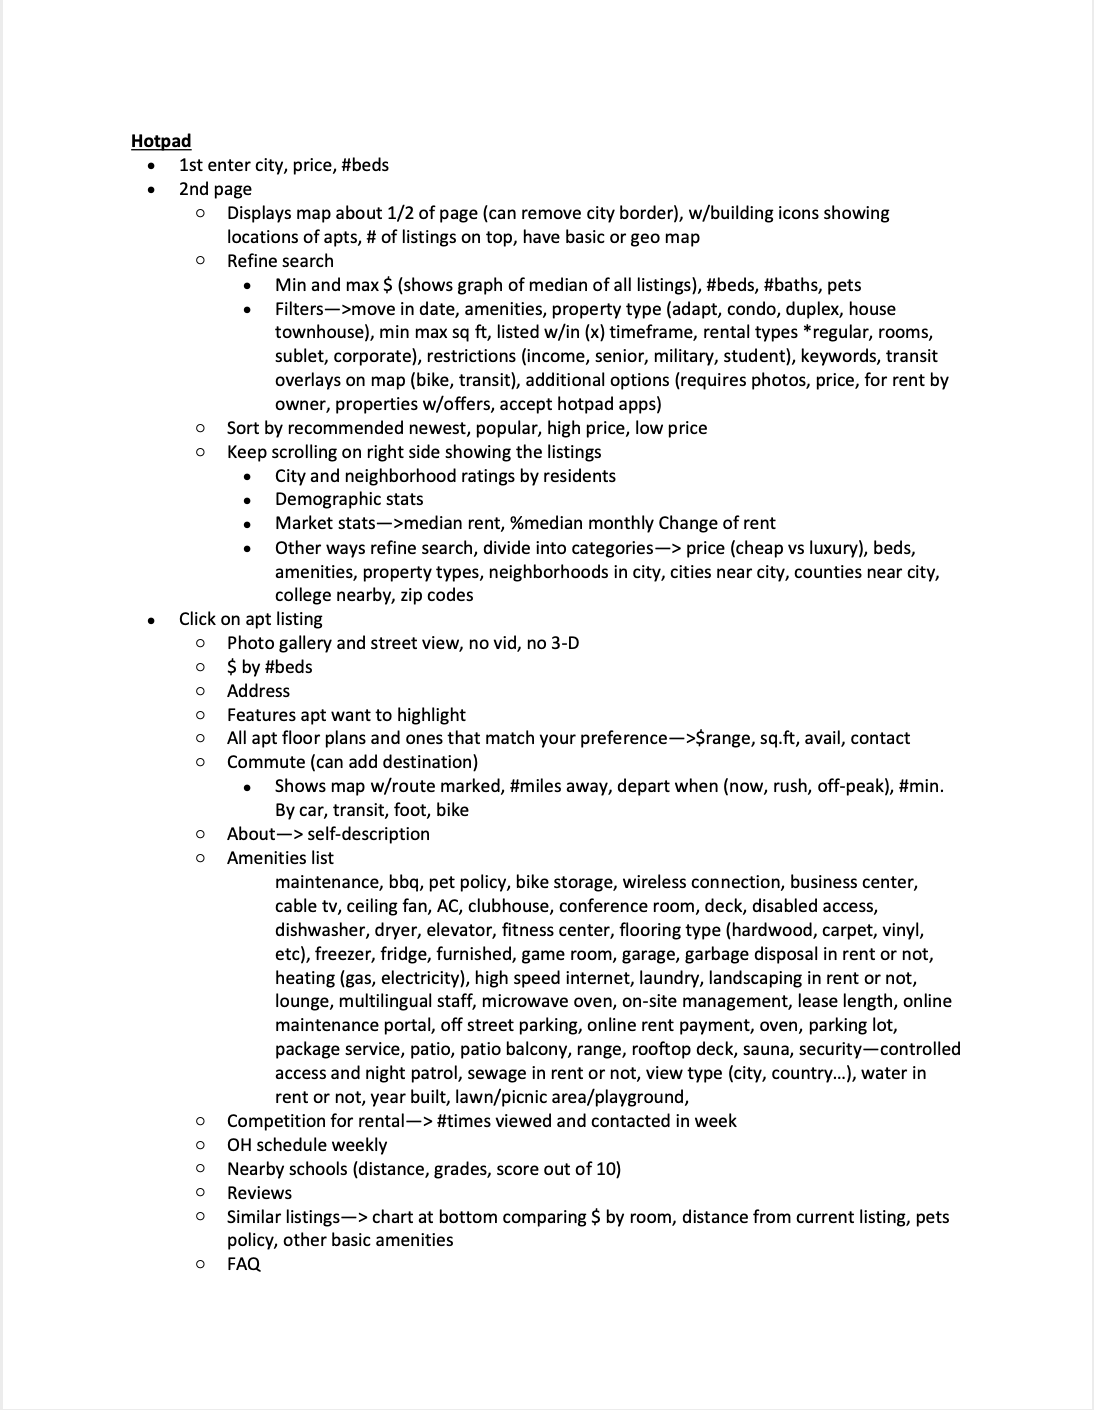 Hotpad
• 1st enter city, price, #beds
• 2nd page
○ Displays map about 1/2 of page (can remove city border), w/building icons showing
locations of apts, # of listings on top, have basic or geo map
○ Refine search
• Min and max $ (shows graph of median of all listings), #beds, #baths, pets
• Filters—>move in date, amenities, property type (adapt, condo, duplex, house
townhouse), min max sq ft, listed w/in (x) timeframe, rental types *regular, rooms,
sublet, corporate), restrictions (income, senior, military, student), keywords, transit
overlays on map (bike, transit), additional options (requires photos, price, for rent by
owner, properties w/offers, accept hotpad apps)
○ Sort by recommended newest, popular, high price, low price
○ Keep scrolling on right side showing the listings
• City and neighborhood ratings by residents
• Demographic stats
• Market stats—>median rent, %median monthly Change of rent
• Other ways refine search, divide into categories—> price (cheap vs luxury), beds,
amenities, property types, neighborhoods in city, cities near city, counties near city,
college nearby, zip codes
• Click on apt listing
○ Photo gallery and street view, no vid, no 3-D
○ $ by #beds
○ Address
○ Features apt want to highlight
○ All apt floor plans and ones that match your preference—>$range, sq.ft, avail, contact
○ Commute (can add destination)
• Shows map w/route marked, #miles away, depart when (now, rush, off-peak), #min.
By car, transit, foot, bike
○ About—> self-description
○ Amenities list
maintenance, bbq, pet policy, bike storage, wireless connection, business center,
cable tv, ceiling fan, AC, clubhouse, conference room, deck, disabled access,
dishwasher, dryer, elevator, fitness center, flooring type (hardwood, carpet, vinyl,
etc), freezer, fridge, furnished, game room, garage, garbage disposal in rent or not,
heating (gas, electricity), high speed internet, laundry, landscaping in rent or not,
lounge, multilingual staff, microwave oven, on-site management, lease length, online
maintenance portal, off street parking, online rent payment, oven, parking lot,
package service, patio, patio balcony, range, rooftop deck, sauna, security—controlled
access and night patrol, sewage in rent or not, view type (city, country...), water in
rent or not, year built, lawn/picnic area/playground,
○ Competition for rental—> #times viewed and contacted in week
○ OH schedule weekly
○ Nearby schools (distance, grades, score out of 10)
○ Reviews
○ Similar listings—> chart at bottom comparing $ by room, distance from current listing, pets
policy, other basic amenities
○ FAQ